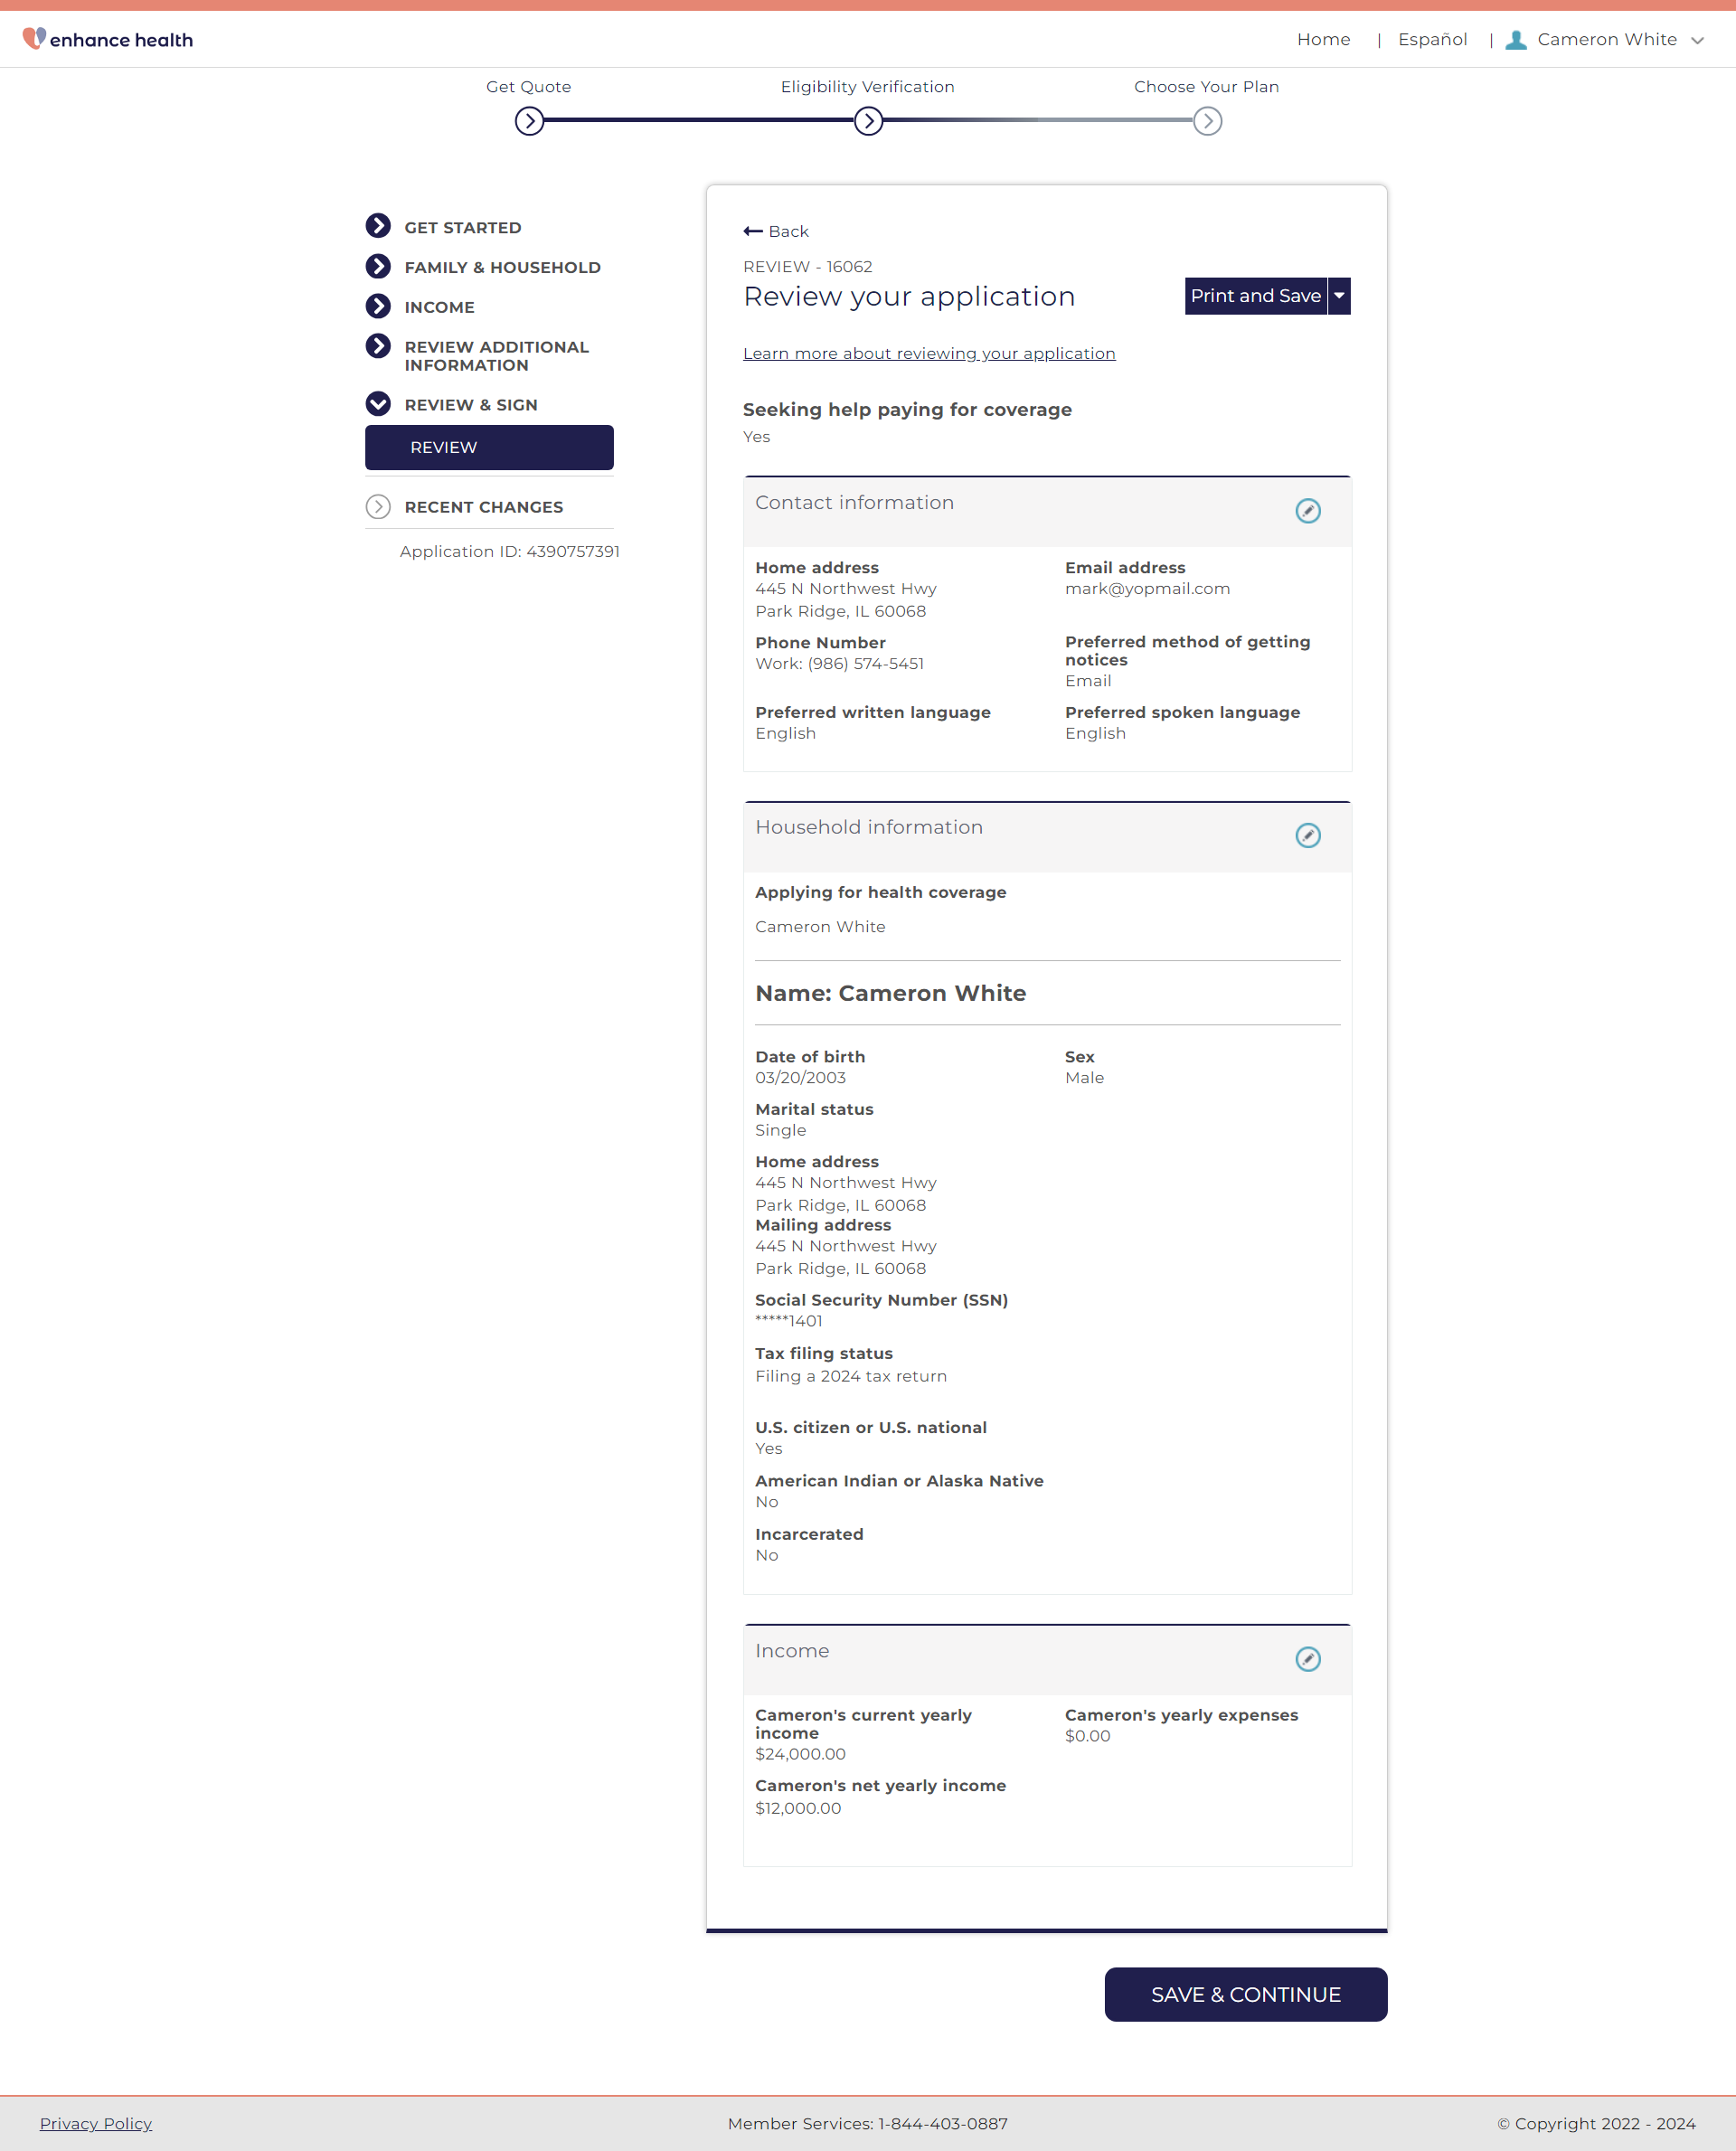 enhance health
Home | Español | Cameron White
Get Quote
Eligibility Verification
Choose Your Plan
GET STARTED
FAMILY & HOUSEHOLD
INCOME
REVIEW ADDITIONAL
INFORMATION
REVIEW & SIGN
REVIEW
RECENT CHANGES
Application ID: 4390757391
Back
REVIEW - 16062
Review your application
Print and Save
Learn more about reviewing your application
Seeking help paying for coverage
Yes
Contact information
Home address
445 N Northwest Hwy
Park Ridge, IL 60068
Email address
mark@yopmail.com
Phone Number
Work: (986) 574-5451
Preferred method of getting
notices
Email
Preferred written language
English
Preferred spoken language
English
Household information
Applying for health coverage
Cameron White
Name: Cameron White
Date of birth
03/20/2003
Sex
Male
Marital status
Single
Home address
445 N Northwest Hwy
Park Ridge, IL 60068
Mailing address
445 N Northwest Hwy
Park Ridge, IL 60068
Social Security Number (SSN)
*****1401
Tax filing status
Filing a 2024 tax return
U.S. citizen or U.S. national
Yes
American Indian or Alaska Native
No
Incarcerated
No
Income
Cameron's current yearly
income
$24,000.00
Cameron's yearly expenses
$0.00
Cameron's net yearly income
$12,000.00
SAVE & CONTINUE
Privacy Policy
Member Services: 1-844-403-0887
© Copyright 2022 - 2024